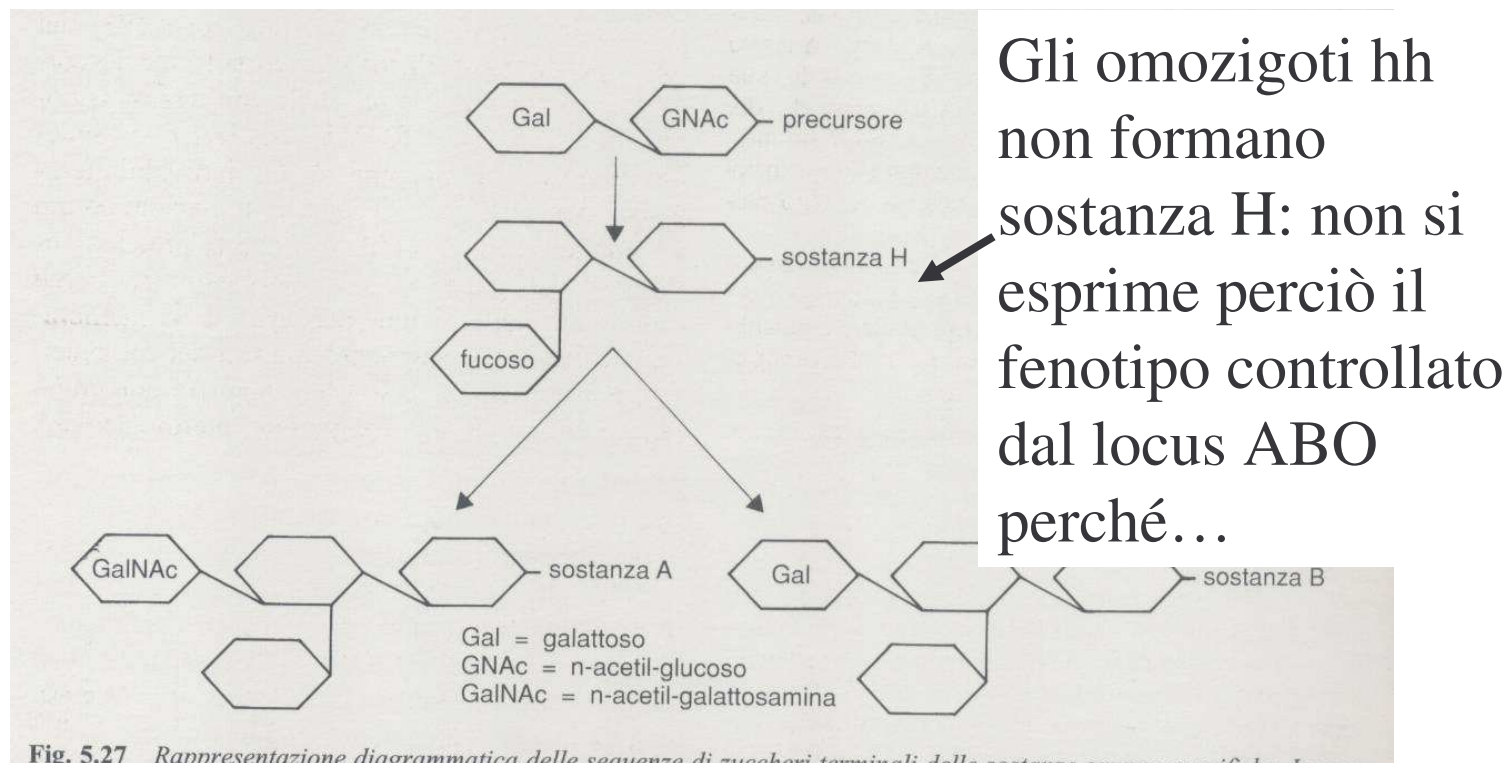 Gli omozigoti hh
non formano
sostanza H: non si
esprime perciò il
fenotipo controllato
dal locus ABO
perché…
Gal GNAc precursore
sostanza H
fucoso
GalNAc sostanza A Gal sostanza B
Gal = galattoso
GNAc = n-acetil-glucoso
GalNAc = n-acetil-galattosamina
Fig. 5.27 Rappresentazione diagrammatica delle sequenze di zuccheri terminali delle sostanze